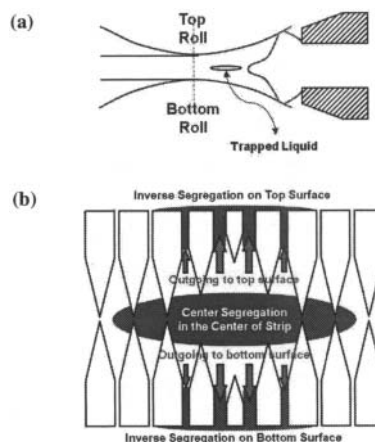 (a)
Top
Roll
Bottom
Roll
Trapped Liquid
(b)
Inverse Segregation on Top Surface
Outgoing to top surface
Center Segregation
in the Center of Strip
Outgoing to bottom surface
Inverse Segregation on Bottom Surface